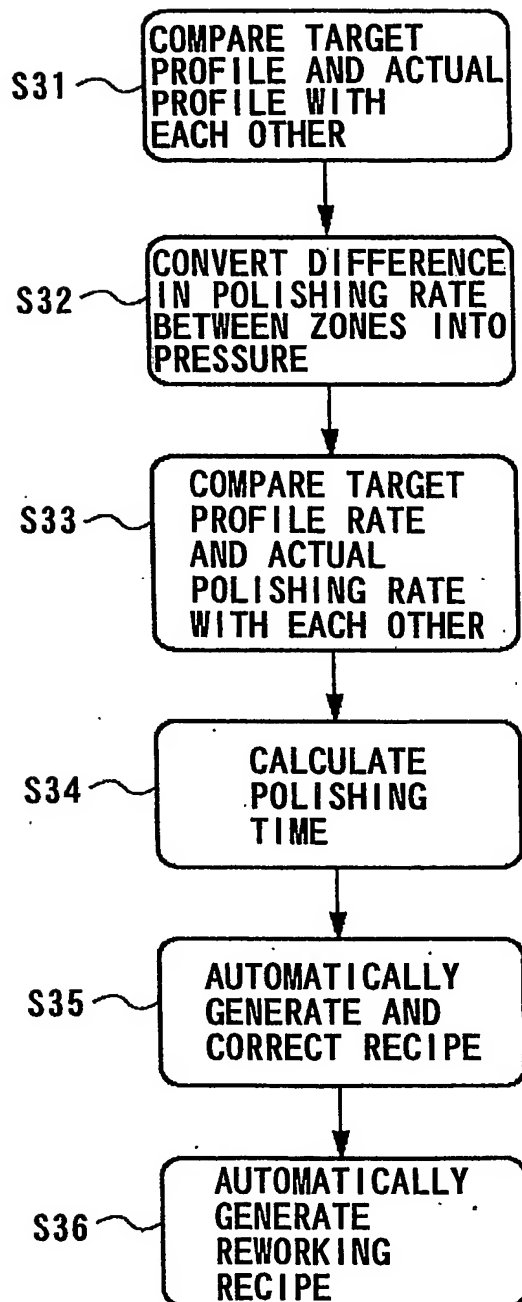 S31
COMPARE TARGET
PROFILE AND ACTUAL
PROFILE WITH
EACH OTHER
S32
CONVERT DIFFERENCE
IN POLISHING RATE
BETWEEN ZONES INTO
PRESSURE
S33
COMPARE TARGET
PROFILE RATE
AND ACTUAL
POLISHING RATE
WITH EACH OTHER
S34
CALCULATE
POLISHING
TIME
S35
AUTOMATICALLY
GENERATE AND
CORRECT RECIPE
S36
AUTOMATICALLY
GENERATE
REWORKING
RECIPE